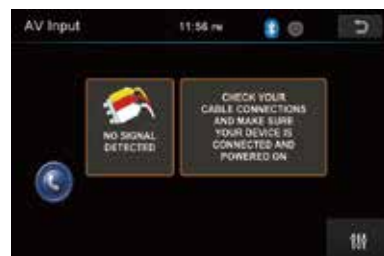 AV Input
11:56 PM
NO SIGNAL
DETECTED
CHECK YOUR
CABLE CONNECTIONS
AND MAKE SURE
YOUR DEVICE IS
CONNECTED AND
POWERED ON